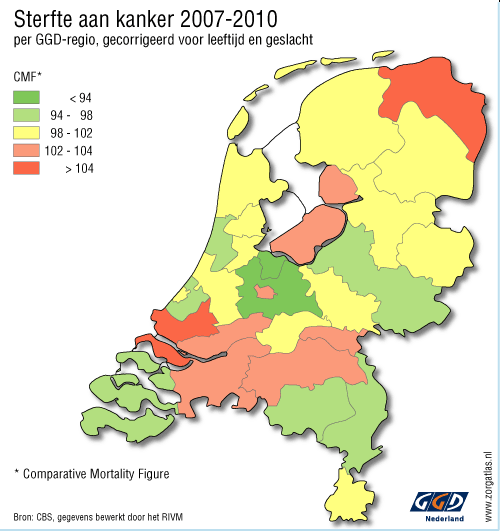 Sterfte aan kanker 2007-2010
per GGD-regio, gecorrigeerd voor leeftijd en geslacht
CMF*
< 94
94 - 98
98 - 102
102 - 104
> 104
* Comparative Mortality Figure
Bron: CBS, gegevens bewerkt door het RIVM
GGD
Nederland
www.zorgatlas.nl